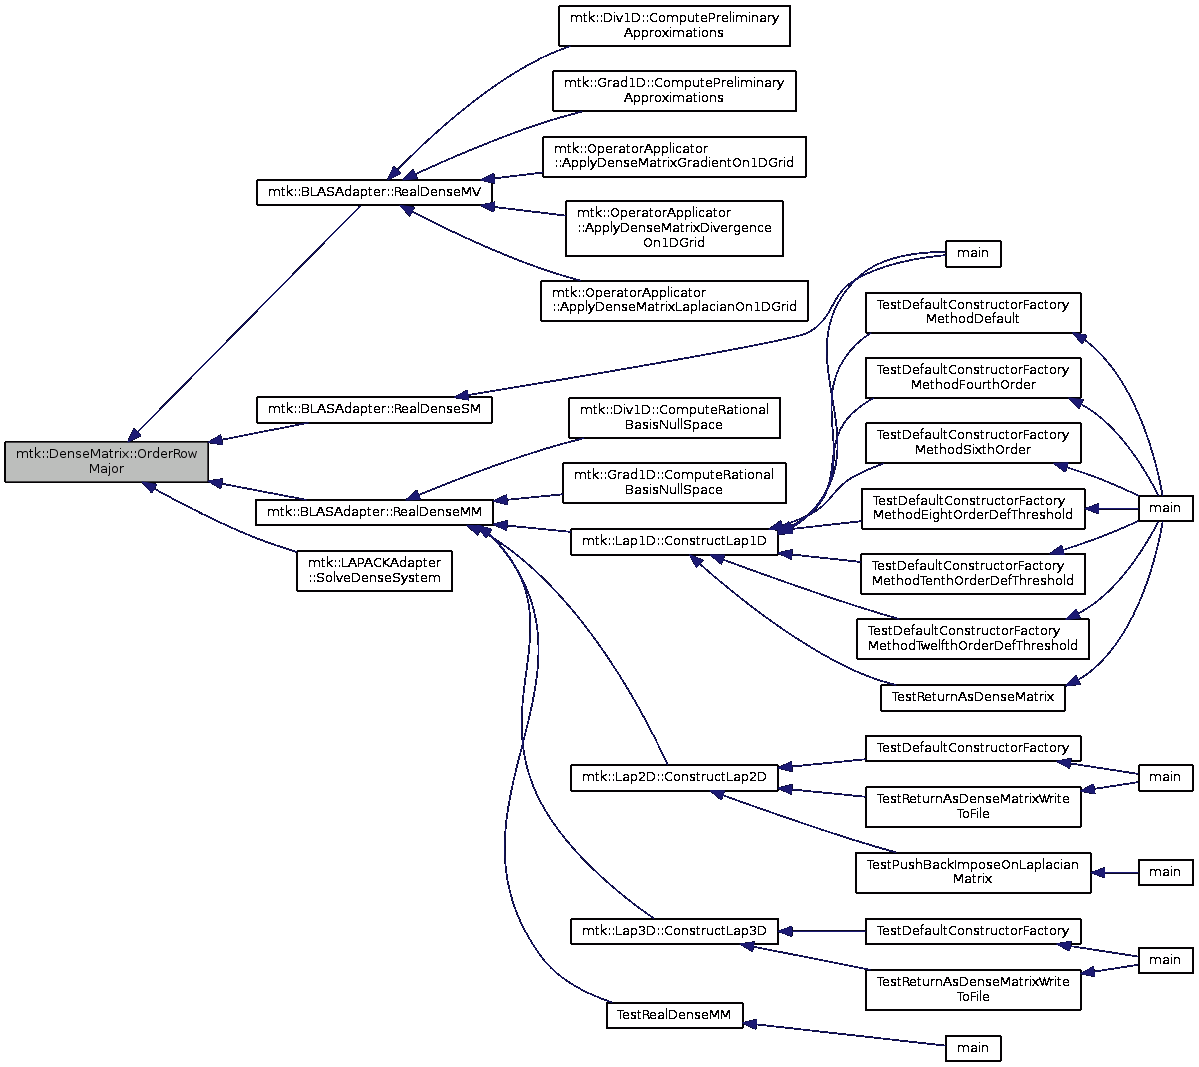 mtk::Div1D::ComputePreliminary
Approximations
mtk::Grad1D::ComputePreliminary
Approximations
mtk::OperatorApplicator
::ApplyDenseMatrixGradientOn1DGrid
mtk::BLASAdapter::RealDenseMV
mtk::OperatorApplicator
::ApplyDenseMatrixDivergence
On1DGrid
mtk::OperatorApplicator
::ApplyDenseMatrixLaplacianOn1DGrid
main
TestDefaultConstructorFactory
MethodDefault
TestDefaultConstructorFactory
MethodFourthOrder
mtk::BLASAdapter::RealDenseSM
mtk::Div1D::ComputeRational
BasisNullSpace
TestDefaultConstructorFactory
MethodSixthOrder
mtk::DenseMatrix::OrderRow
Major
mtk::Grad1D::ComputeRational
BasisNullSpace
mtk::BLASAdapter::RealDenseMM
TestDefaultConstructorFactory
MethodEightOrderDefThreshold
main
mtk::Lap1D::ConstructLap1D
mtk::LAPACKAdapter
::SolveDenseSystem
TestDefaultConstructorFactory
MethodTenthOrderDefThreshold
TestDefaultConstructorFactory
MethodTwelfthOrderDefThreshold
TestReturnAsDenseMatrix
TestDefaultConstructorFactory
mtk::Lap2D::ConstructLap2D
main
TestReturnAsDenseMatrixWrite
ToFile
TestPushBackImposeOnLaplacian
Matrix
main
mtk::Lap3D::ConstructLap3D
TestDefaultConstructorFactory
main
TestReturnAsDenseMatrixWrite
ToFile
TestRealDenseMM
main